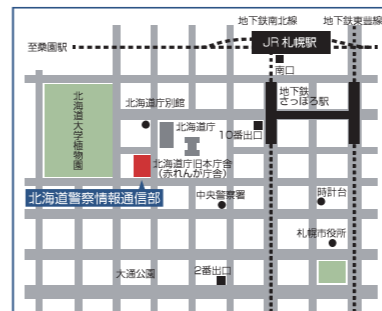 地下鉄南北線
地下鉄東豊線
至桑園駅
JR 札幌駅
南口
地下鉄
さっぽろ駅
北海道大学植物園
北海道庁別館
北海道庁
10番出口
北海道庁旧本庁舎
(赤れんが庁舎)
北海道警察情報通信部
中央警察署
時計台
札幌市役所
大通公園
2番出口